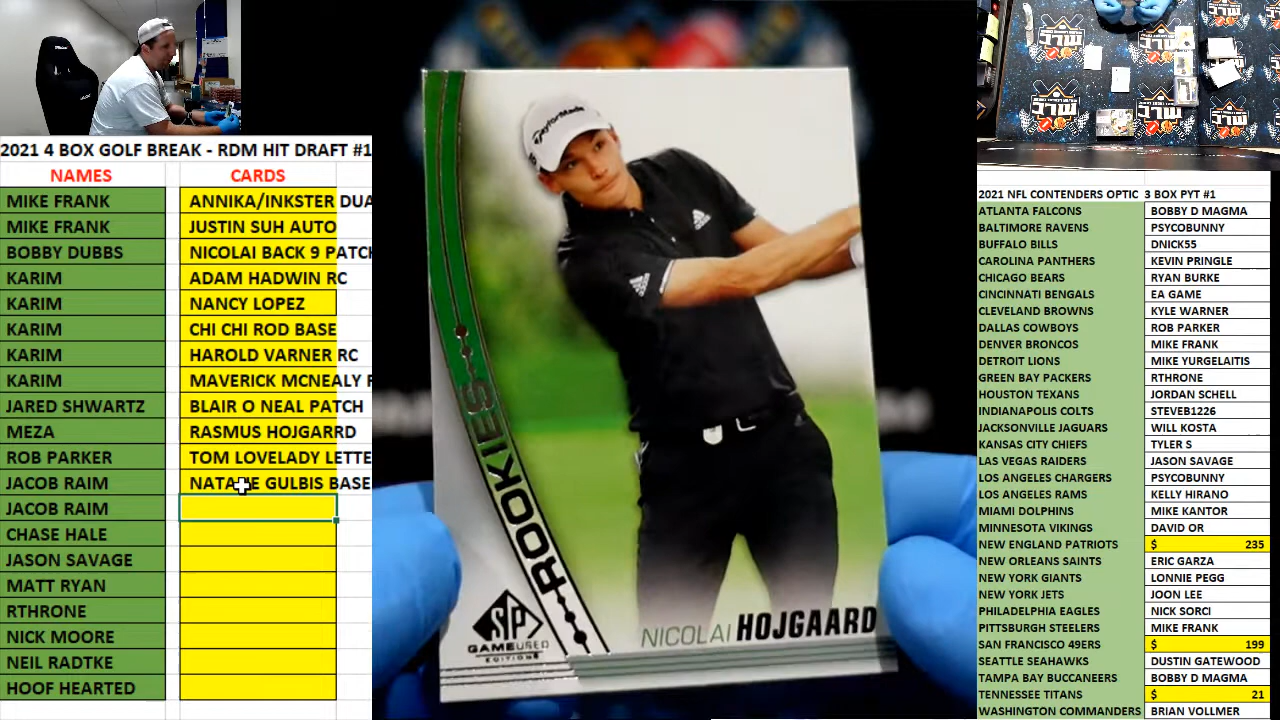 2021 4 BOX GOLF BREAK - RDM HIT DRAFT #1
NAMES CARDS
MIKE FRANK ANNIKA/INKSTER DUA
MIKE FRANK JUSTIN SUH AUTO
BOBBY DUBBS NICOLAI BACK 9 PATCH
KARIM ADAM HADWIN RC
KARIM NANCY LOPEZ
KARIM CHI CHI ROD BASE
KARIM HAROLD VARNER RC
KARIM MAVERICK MCNEALY
JARED SHWARTZ BLAIR O NEAL PATCH
MEZA RASMUS HOJGARRD
ROB PARKER TOM LOVELADY LETTE
JACOB RAIM GULBIS BASE
JACOB RAIM
CHASE HALE
JASON SAVAGE
MATT RYAN
RTHRONE
NICK MOORE
NEIL RADTKE
HOOF HEARTED
TaylorMade
adidas
ROOKIES
SP
GAME USED
EDITION
NICOLAI HOJGAARD
2021 NFL CONTENDERS OPTIC 3 BOX PYT #1
ATLANTA FALCONS BOBBY D MAGMA
BALTIMORE RAVENS PSYCOBUNNY
BUFFALO BILLS DNICK55
CAROLINA PANTHERS KEVIN PRINGLE
CHICAGO BEARS RYAN BURKE
CINCINNATI BENGALS EA GAME
CLEVELAND BROWNS KYLE WARNER
DALLAS COWBOYS ROB PARKER
DENVER BRONCOS MIKE FRANK
DETROIT LIONS MIKE YURGELAITIS
GREEN BAY PACKERS RTHRONE
HOUSTON TEXANS JORDAN SCHELL
INDIANAPOLIS COLTS STEVEB1226
JACKSONVILLE JAGUARS WILL KOSTA
KANSAS CITY CHIEFS TYLER S
LAS VEGAS RAIDERS JASON SAVAGE
LOS ANGELES CHARGERS PSYCOBUNNY
LOS ANGELES RAMS KELLY HIRANO
MIAMI DOLPHINS MIKE KANTOR
MINNESOTA VIKINGS DAVID OR
NEW ENGLAND PATRIOTS $ 235
NEW ORLEANS SAINTS ERIC GARZA
NEW YORK GIANTS LONNIE PEGG
NEW YORK JETS JOON LEE
PHILADELPHIA EAGLES NICK SORCI
PITTSBURGH STEELERS MIKE FRANK
SAN FRANCISCO 49ERS $ 199
SEATTLE SEAHAWKS DUSTIN GATEWOOD
TAMPA BAY BUCCANEERS BOBBY D MAGMA
TENNESSEE TITANS $ 21
WASHINGTON COMMANDERS BRIAN VOLLMER